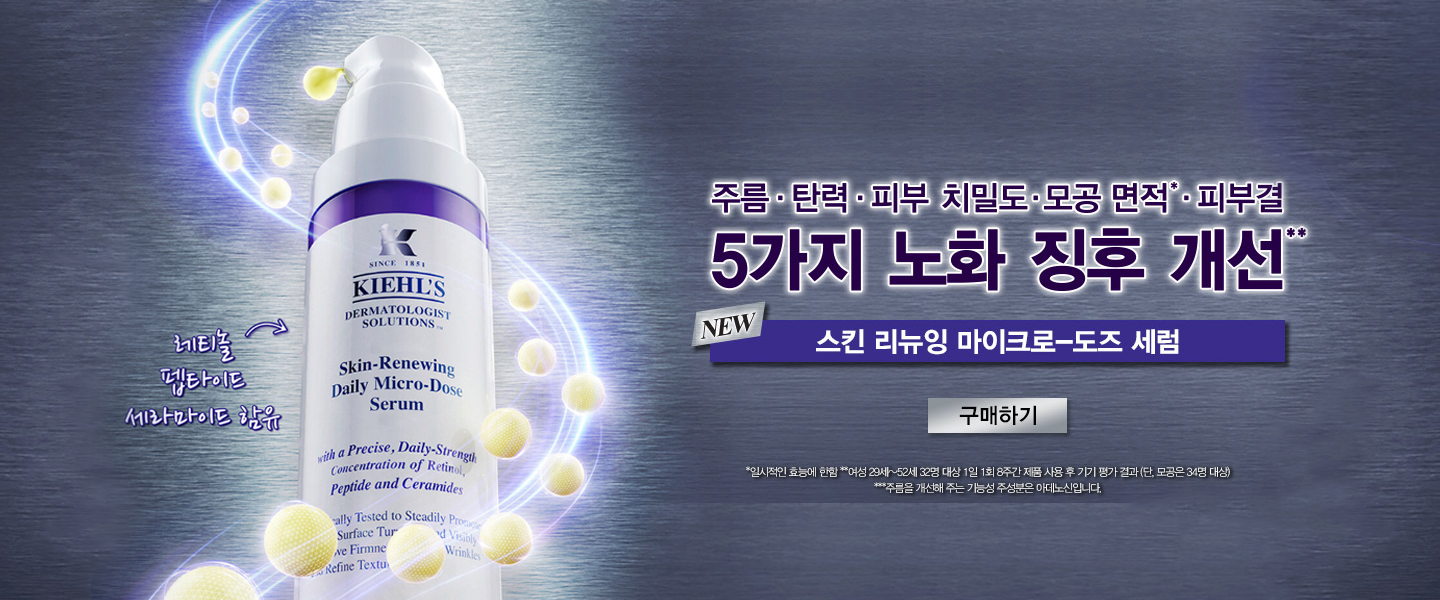 주름·탄력·피부 치밀도·모공 면적*·피부결
5가지 노화 징후 개선**
NEW
스킨 리뉴잉 마이크로-도즈 세럼
구매하기
*일시적인 효능에 한함 **여성 29세~52세 32명 대상 1일 1회 8주간 제품 사용 후 기기 평가 결과 (단, 모공은 34명 대상)
***주름을 개선해 주는 기능성 주성분은 아데노신입니다.
레티놀
펩타이드
세라마이드 함유
K
SINCE 1851
KIEHL'S
DERMATOLOGIST
SOLUTIONS™
Skin-Renewing
Daily Micro-Dose
Serum
with a Precise, Daily-Strength
Concentration of Retinol,
Peptide and Ceramides
Tested to Steadily
Surface
Wrinkles
Refine